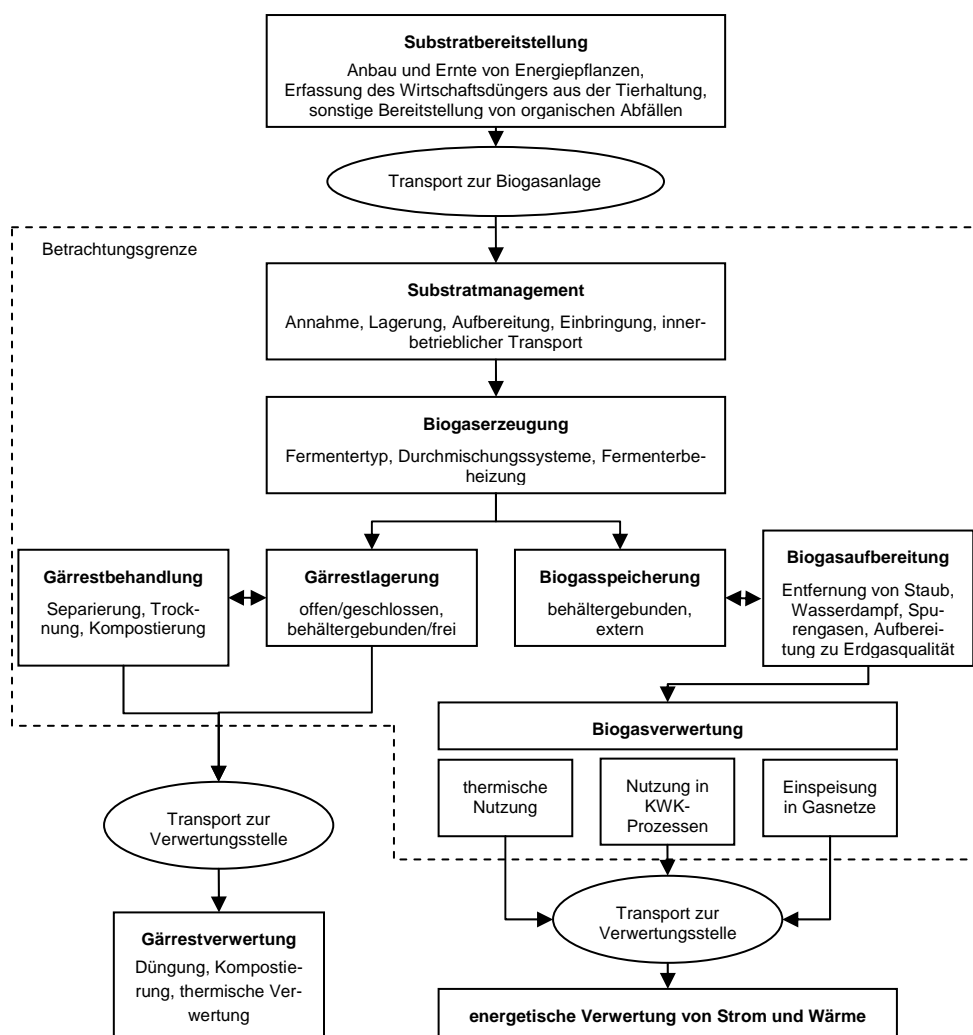 Substratbereitstellung
Anbau und Ernte von Energiepflanzen,
Erfassung des Wirtschaftsdüngers aus der Tierhaltung,
sonstige Bereitstellung von organischen Abfällen
Transport zur Biogasanlage
Betrachtungsgrenze
Substratmanagement
Annahme, Lagerung, Aufbereitung, Einbringung, inner-
betrieblicher Transport
Biogaserzeugung
Fermentertyp, Durchmischungssysteme, Fermenterbe-
heizung
Gärrestbehandlung
Separierung, Trock-
nung, Kompostierung
Gärrestlagerung
offen/geschlossen,
behältergebunden/frei
Biogasspeicherung
behältergebunden,
extern
Biogasaufbereitung
Entfernung von Staub,
Wasserdampf, Spu-
rengasen, Aufberei-
tung zu Erdgasqualität
Biogasverwertung
thermische
Nutzung
Nutzung in
KWK-
Prozessen
Einspeisung
in Gasnetze
Transport zur
Verwertungsstelle
Gärrestverwertung
Düngung, Kompostie-
rung, thermische Ver-
wertung
Transport zur
Verwertungsstelle
energetische Verwertung von Strom und Wärme